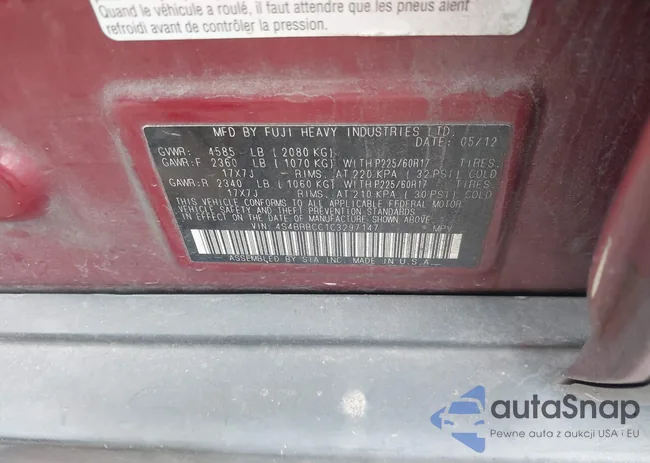 Quand le véhicule a roulé, il faut attendre que les pneus aient
refroidi avant de contrôler la pression.
MFD BY FUJI HEAVY INDUSTRIES LTD.
DATE: 05/12
GVWR: 4585 LB ( 2080 KG)
GAWR:F 2360 LB ( 1070 KG) WITH P225/60R17 TIRES.
17X7J RIMS, AT 220 KPA ( 32 PSI) COLD
GAWR:R 2340 LB ( 1060 KG) WITH P225/60R17 TIRES.
17X7J RIMS, AT 210 KPA ( 30 PSI) COLD
THIS VEHICLE CONFORMS TO ALL APPLICABLE FEDERAL MOTOR
VEHICLE SAFETY AND THEFT PREVENTION STANDARDS IN EFFECT ON THE
DATE OF MANUFACTURE SHOWN ABOVE.
VIN: 4S4BRBCC1C3297147 MPV
ASSEMBLED BY SIA INC. MADE IN U.S.A.
autoSnap
Pewne auta z aukcji USA i EU